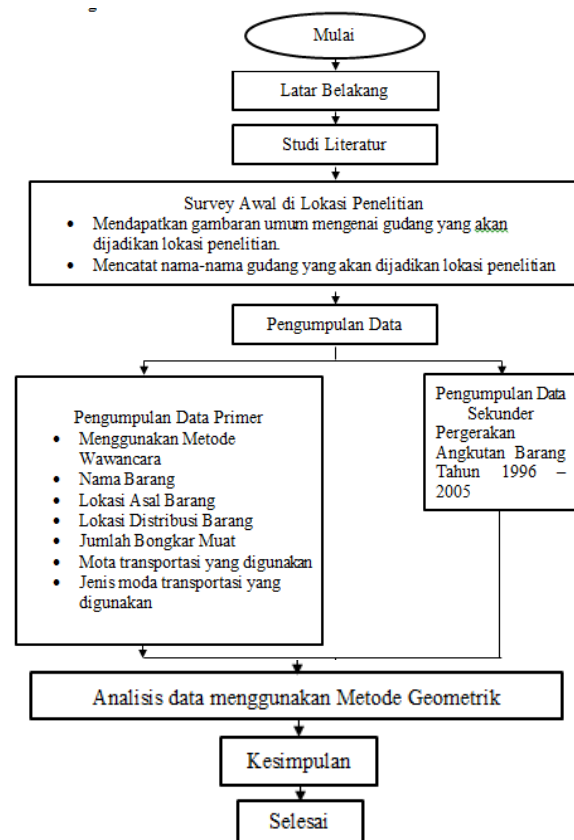 Mulai
Latar Belakang
Studi Literatur
Survey Awal di Lokasi Penelitian
• Mendapatkan gambaran umum mengenai gudang yang akan
dijadikan lokasi penelitian.
• Mencatat nama-nama gudang yang akan dijadikan lokasi penelitian
Pengumpulan Data
Pengumpulan Data Primer
• Menggunakan Metode
Wawancara
• Nama Barang
• Lokasi Asal Barang
• Lokasi Distribusi Barang
• Jumlah Bongkar Muat
• Mota transportasi yang digunakan
• Jenis moda transportasi yang
digunakan
Pengumpulan Data
Sekunder
Pergerakan
Angkutan Barang
Tahun 1996 –
2005
Analisis data menggunakan Metode Geometrik
Kesimpulan
Selesai